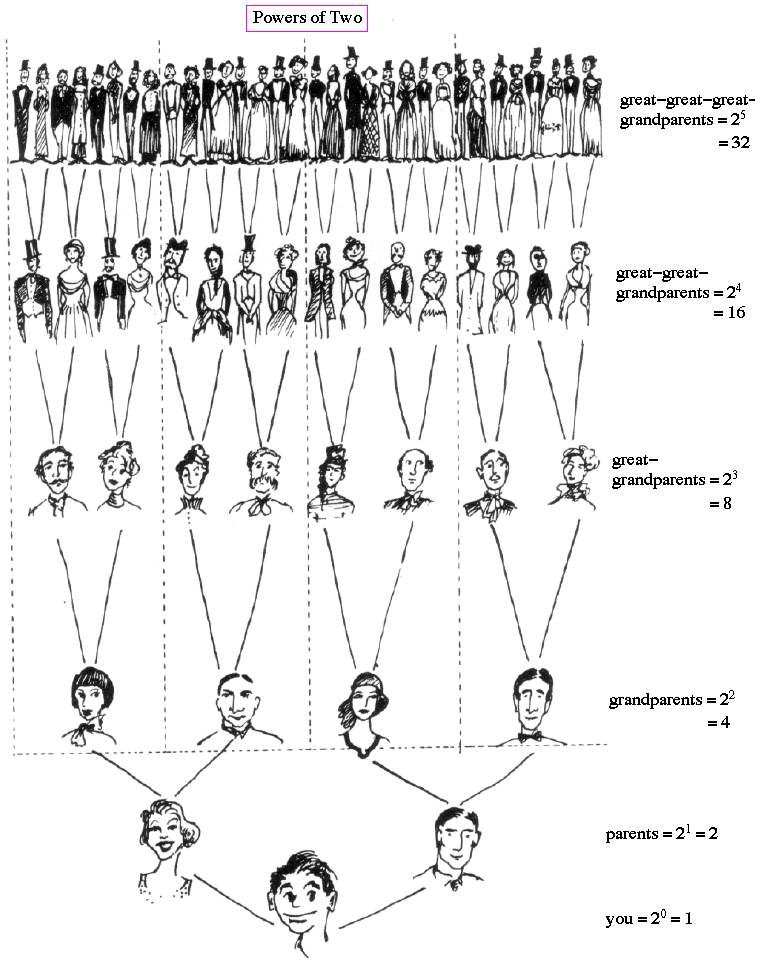 Powers of Two
great-great-great-
grandparents = 2⁵
= 32
great-great-
grandparents = 2⁴
= 16
great-
grandparents = 2³
= 8
grandparents = 2²
= 4
parents = 2¹ = 2
you = 2⁰ = 1